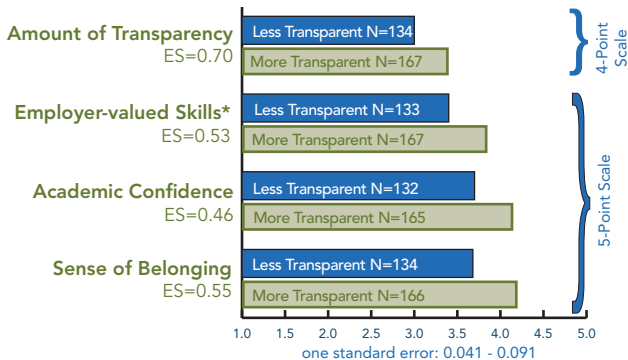 Amount of Transparency
ES=0.70
Less Transparent N=134
More Transparent N=167
4-Point
Scale
Employer-valued Skills*
ES=0.53
Less Transparent N=133
More Transparent N=167
Academic Confidence
ES=0.46
Less Transparent N=132
More Transparent N=165
5-Point Scale
Sense of Belonging
ES=0.55
Less Transparent N=134
More Transparent N=166
1.0 1.5 2.0 2.5 3.0 3.5 4.0 4.5 5.0
one standard error: 0.041 - 0.091